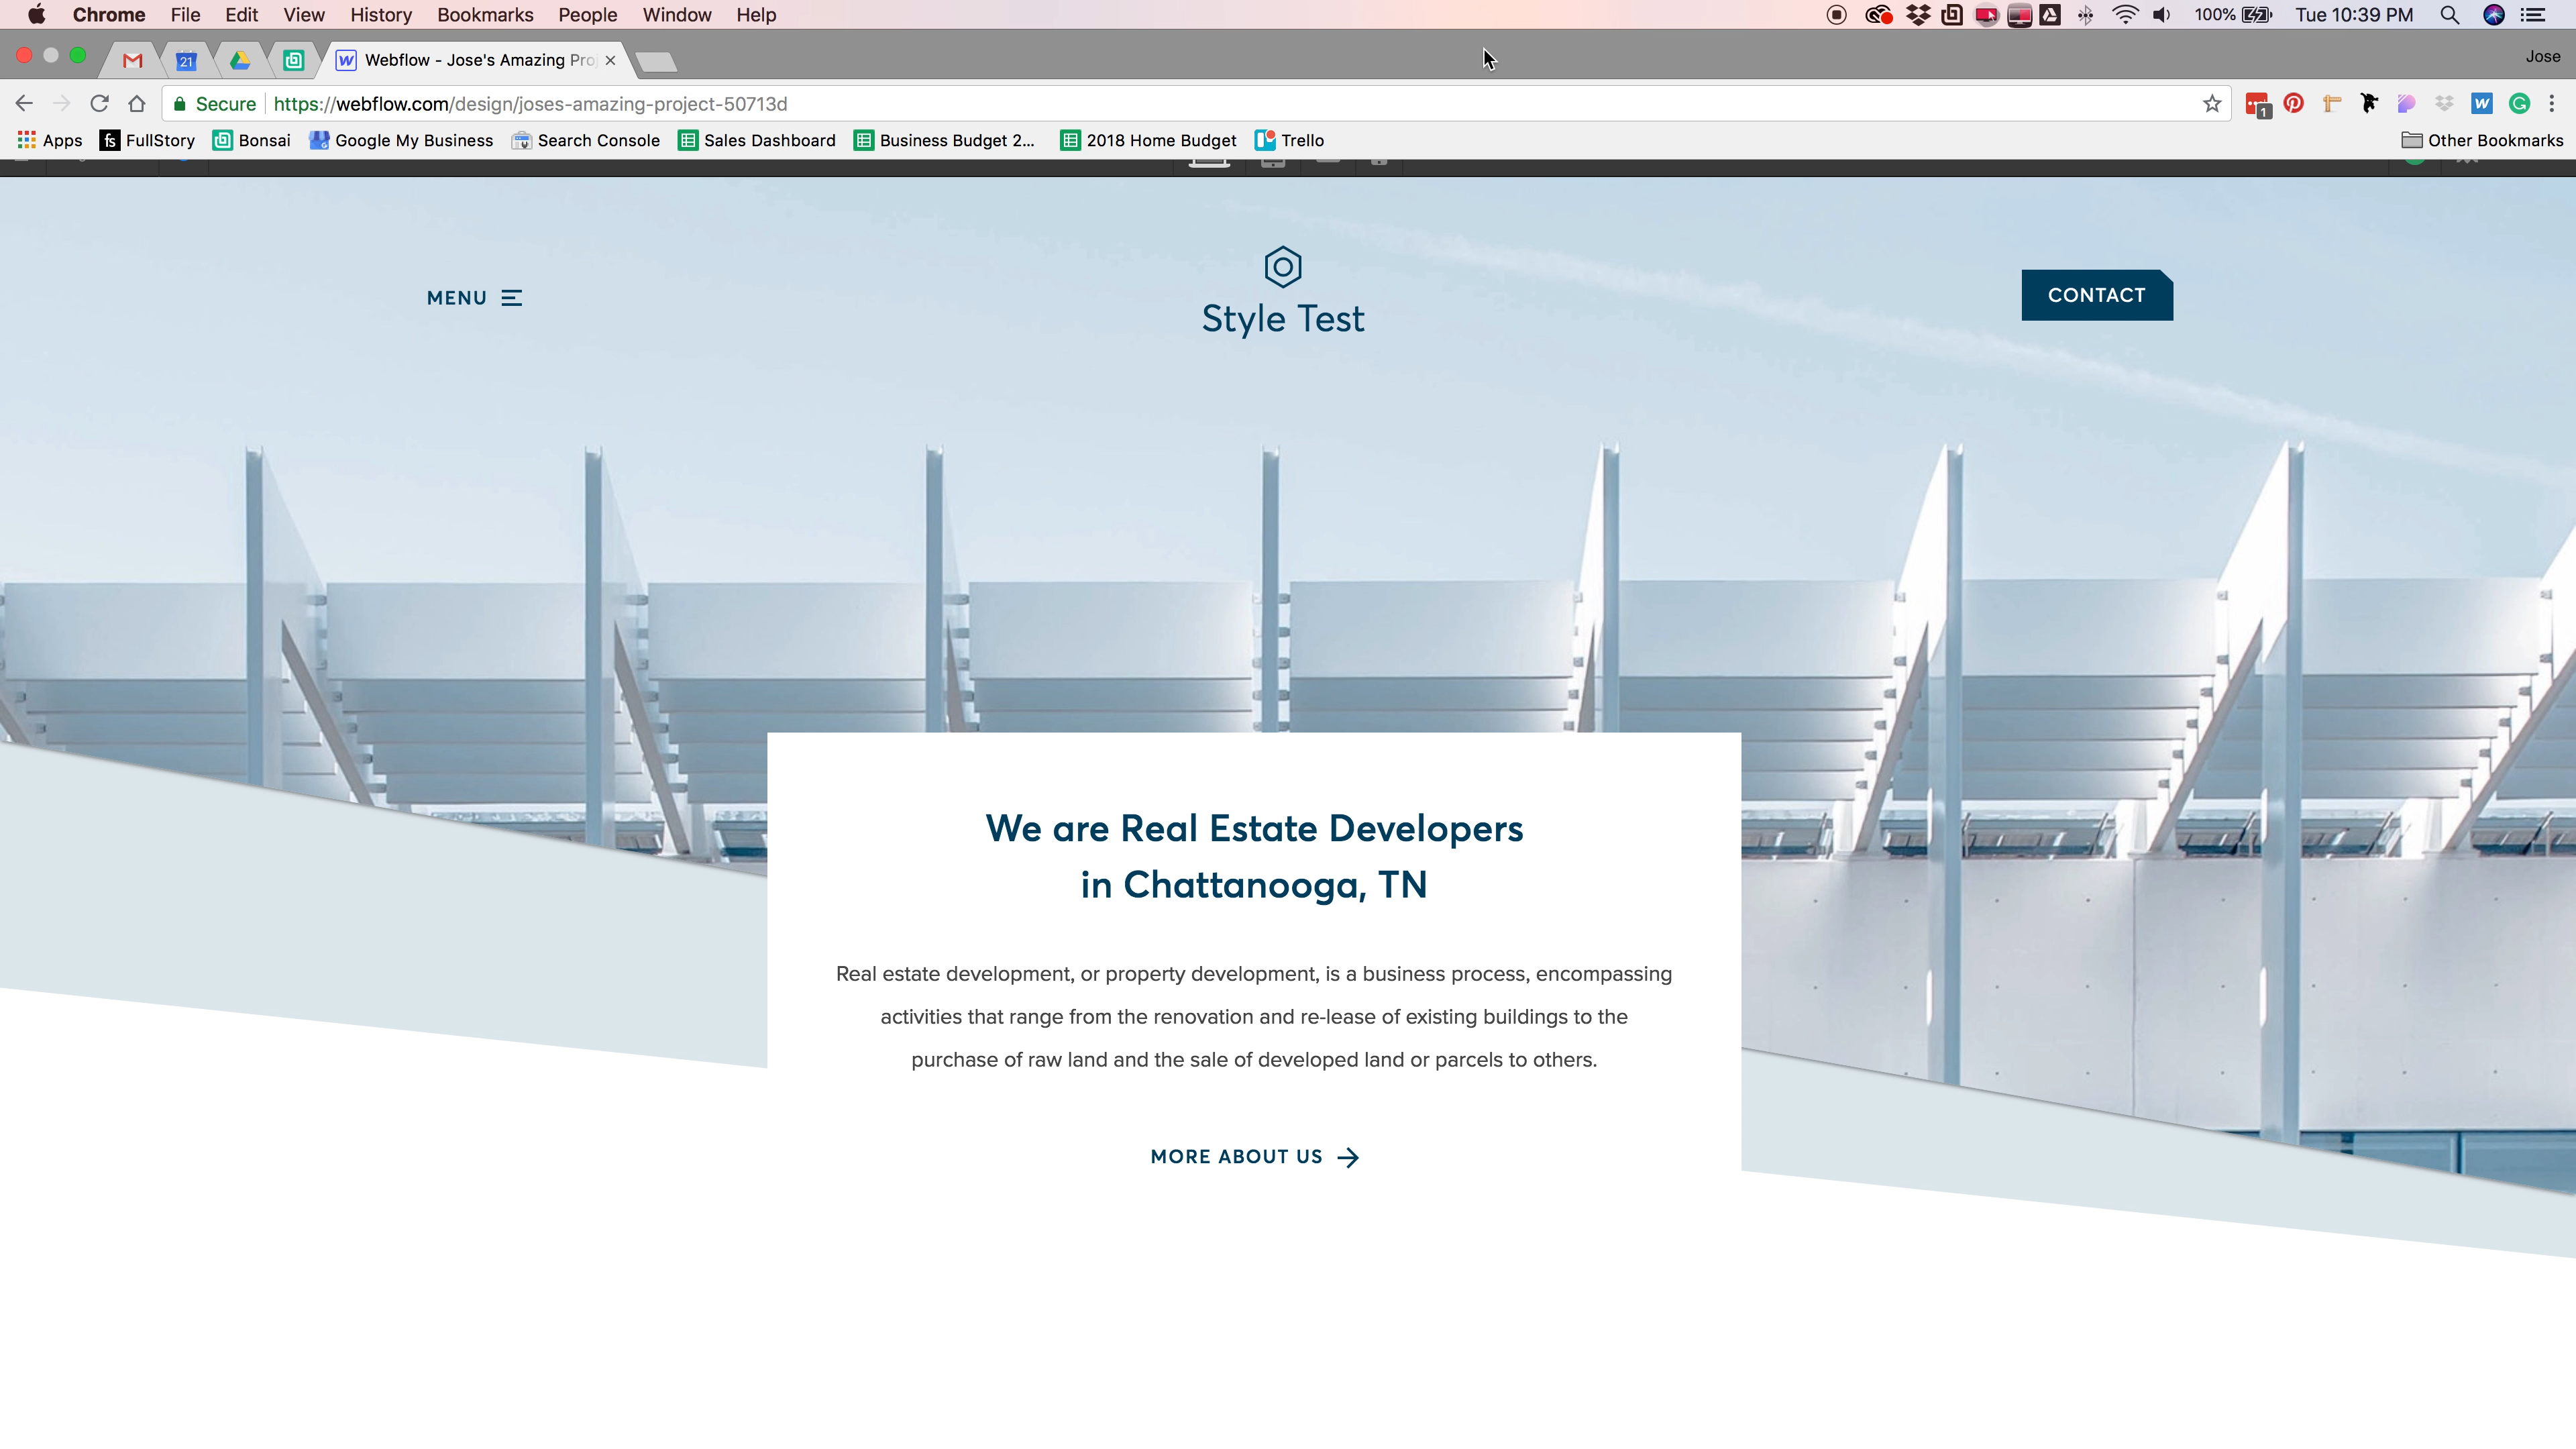 Chrome File Edit View History Bookmarks People Window Help 100% Tue 10:39 PM
21 W Webflow - Jose's Amazing Pro Jose
Secure https://webflow.com/design/joses-amazing-project-50713d 1 W
Apps fs FullStory Bonsai Google My Business Search Console Sales Dashboard Business Budget 2... 2018 Home Budget Trello Other Bookmarks
MENU
Style Test
CONTACT
We are Real Estate Developers
in Chattanooga, TN
Real estate development, or property development, is a business process, encompassing
activities that range from the renovation and re-lease of existing buildings to the
purchase of raw land and the sale of developed land or parcels to others.
MORE ABOUT US